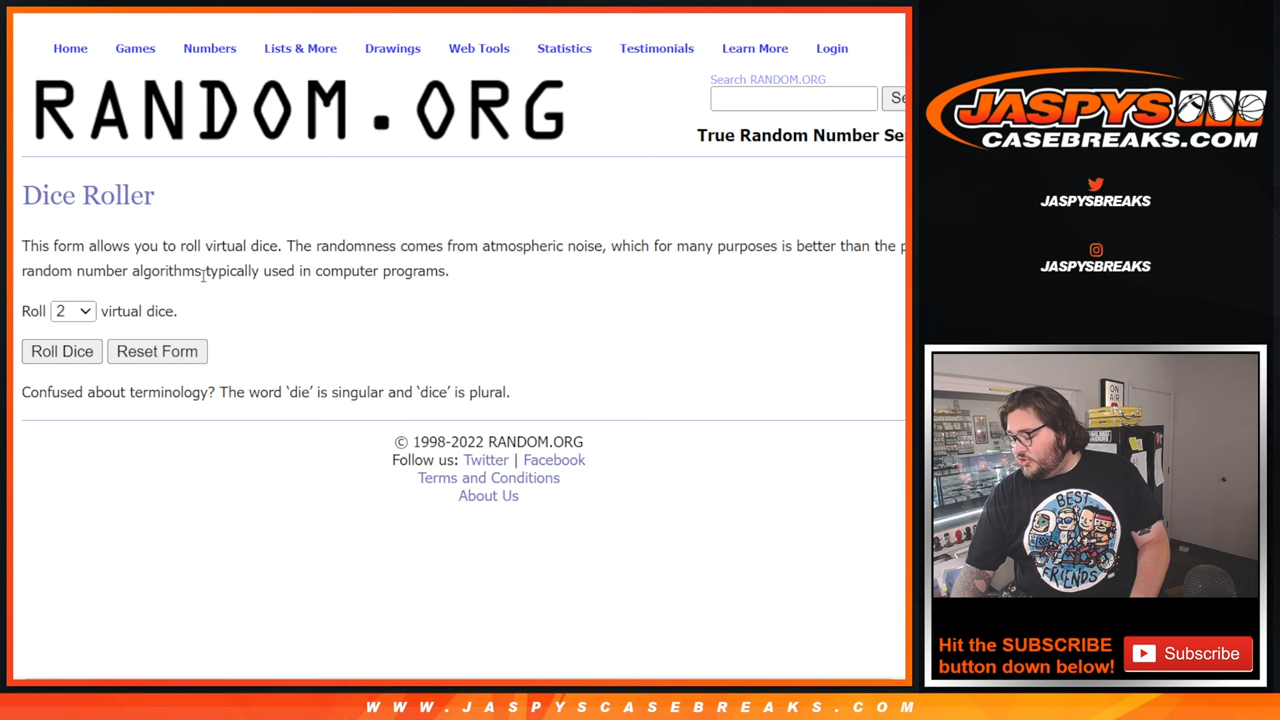 Home Games Numbers Lists & More Drawings Web Tools Statistics Testimonials Learn More Login
RANDOM.ORG
Search RANDOM.ORG
Se
True Random Number Se
Dice Roller
This form allows you to roll virtual dice. The randomness comes from atmospheric noise, which for many purposes is better than the p
random number algorithms typically used in computer programs.
Roll 2 virtual dice.
Roll Dice Reset Form
Confused about terminology? The word ‘die’ is singular and ‘dice’ is plural.
© 1998-2022 RANDOM.ORG
Follow us: Twitter | Facebook
Terms and Conditions
About Us
JASPYS
CASEBREAKS.COM
JASPYSBREAKS
JASPYSBREAKS
ON
AIR
BEST
FRIENDS
Hit the SUBSCRIBE
button down below!
Subscribe
WWW.JASPYSCASEBREAKS.COM